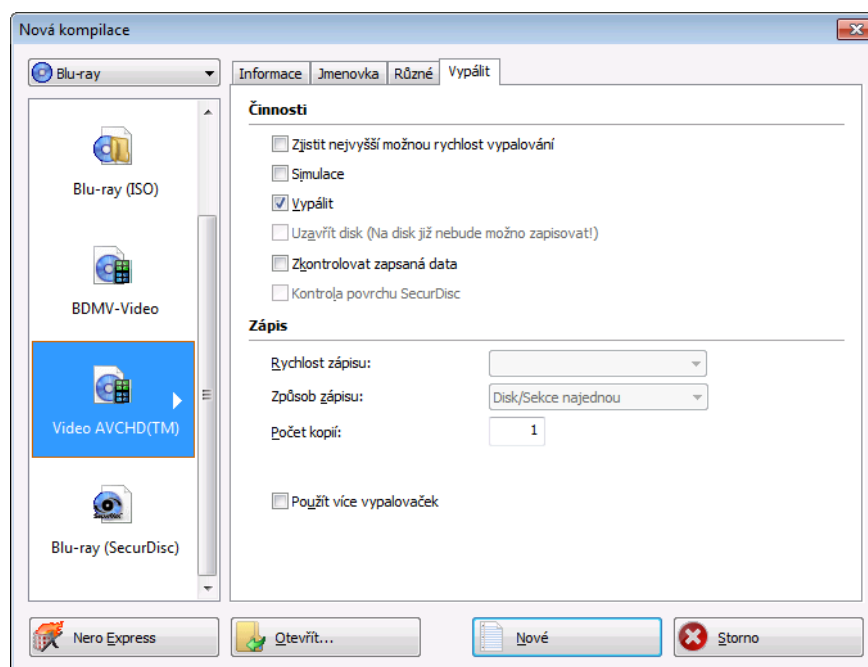 Nová kompilace
Blu-ray
Informace
Jmenovka
Různé
Vypálit
Blu-ray (ISO)
BDMV-Video
Video AVCHD(TM)
Blu-ray (SecurDisc)
Činnosti
Zjistit nejvyšší možnou rychlost vypalování
Simulace
Vypálit
Uzavřít disk (Na disk již nebude možno zapisovat!)
Zkontrolovat zapsaná data
Kontrola povrchu SecurDisc
Zápis
Rychlost zápisu:
Způsob zápisu: Disk/Sekce najednou
Počet kopií: 1
Použít více vypalovaček
Nero Express
Otevřít...
Nové
Storno